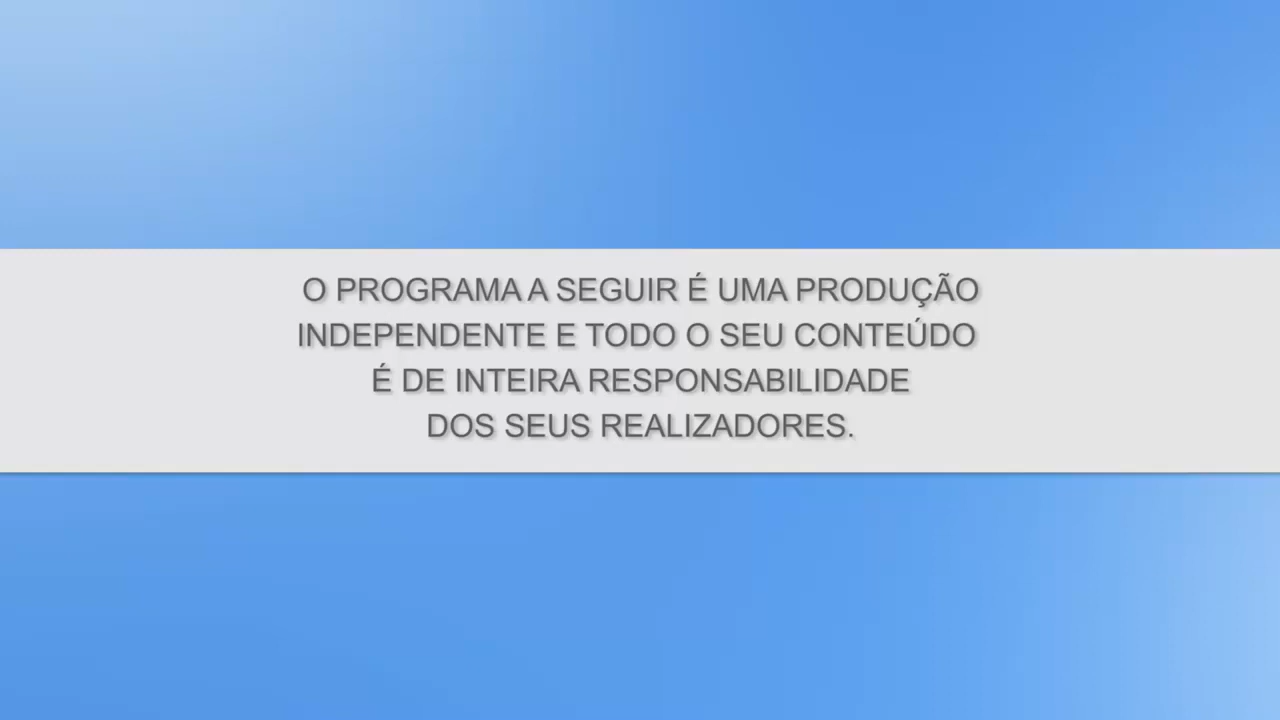 O PROGRAMA A SEGUIR É UMA PRODUÇÃO
INDEPENDENTE E TODO O SEU CONTEÚDO
É DE INTEIRA RESPONSABILIDADE
DOS SEUS REALIZADORES.